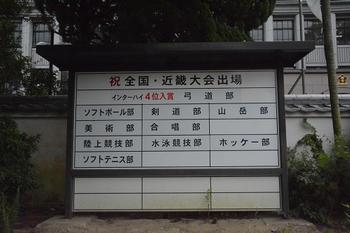 祝 全国・近畿大会出場
インターハイ 4位入賞 弓道部
ソフトボール部 剣道部 山岳部
美術部 合唱部
陸上競技部 水泳競技部 ホッケー部
ソフトテニス部